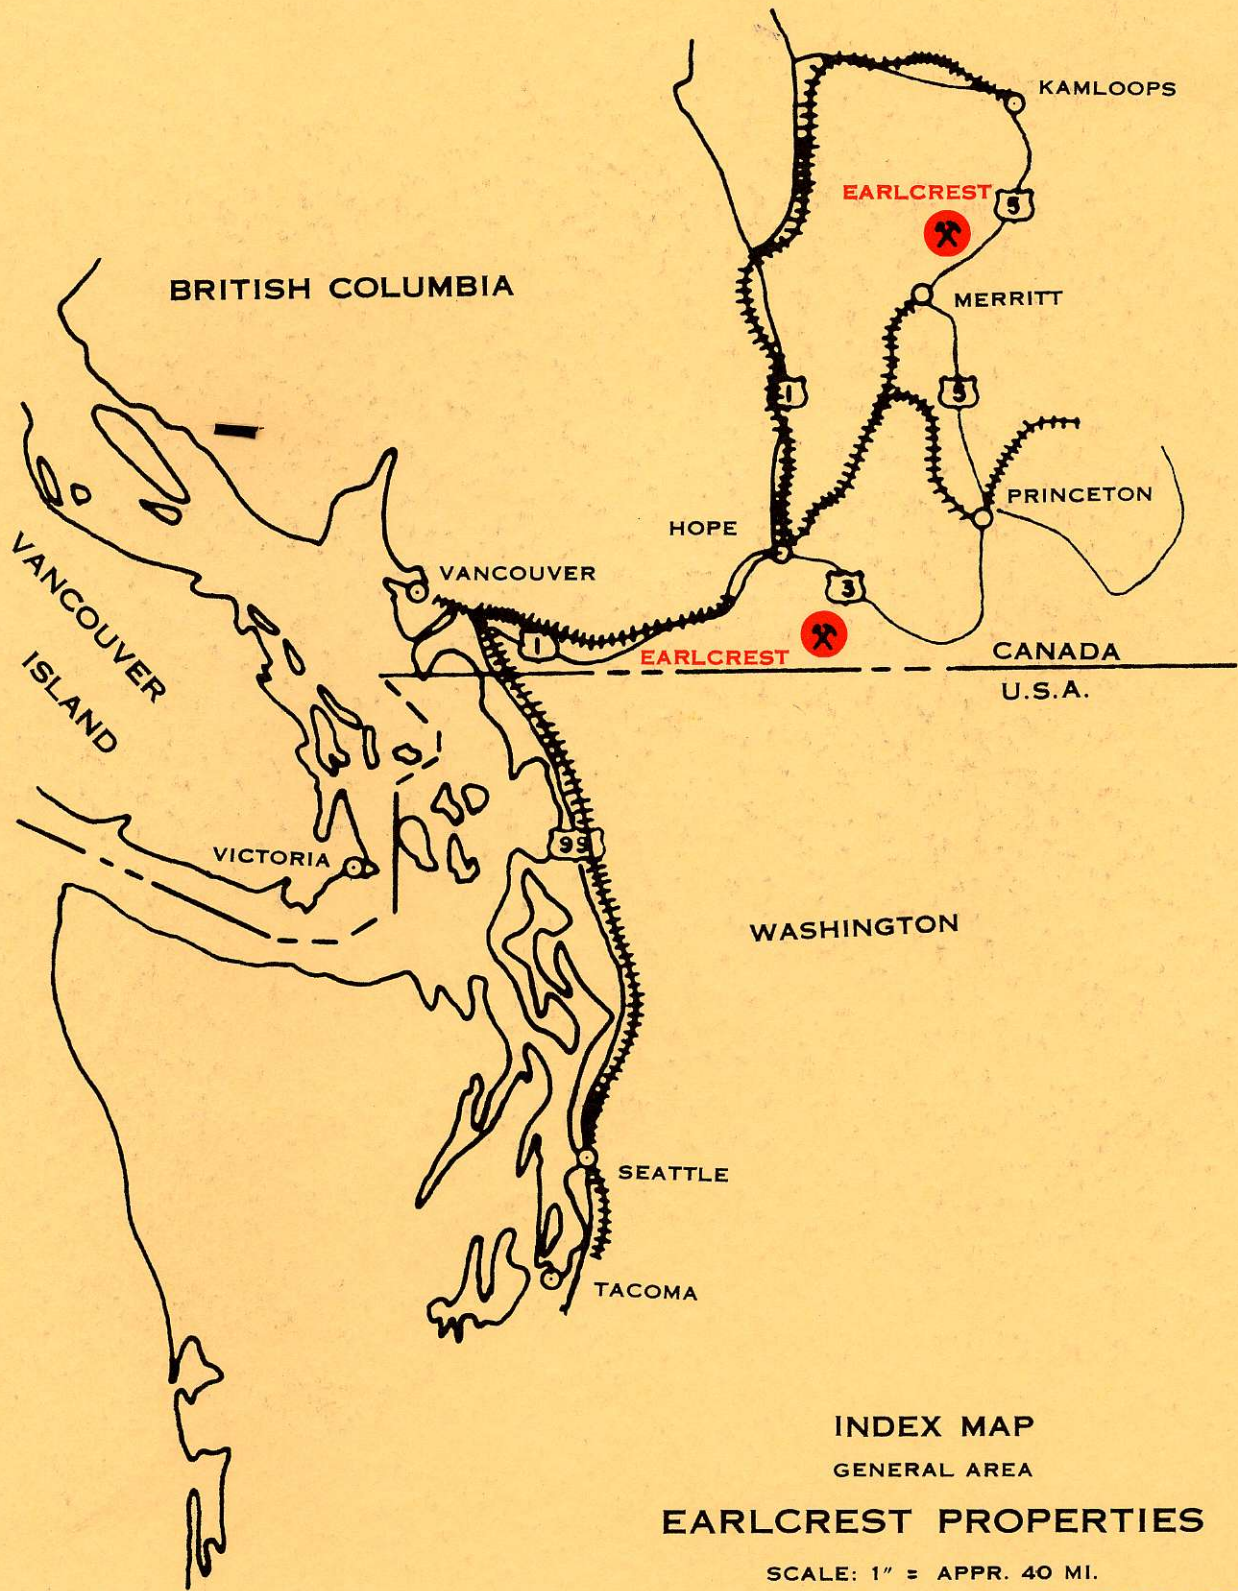 KAMLOOPS
EARLCREST
5
BRITISH COLUMBIA
MERRITT
1
5
PRINCETON
HOPE
VANCOUVER
3
1
EARLCREST
CANADA
U.S.A.
VANCOUVER
ISLAND
99
VICTORIA
WASHINGTON
SEATTLE
TACOMA
INDEX MAP
GENERAL AREA
EARLCREST PROPERTIES
SCALE: 1" = APPR. 40 MI.